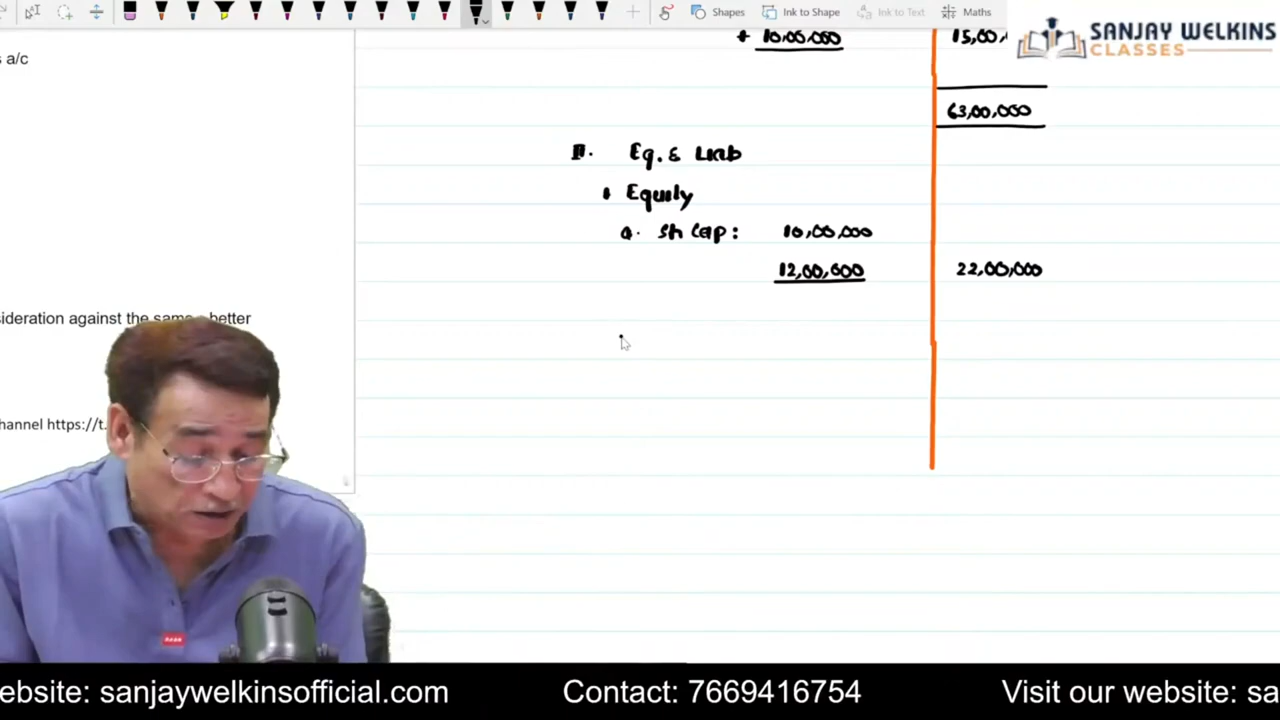 Shapes Ink to Shape Ink to Text Maths
SANJAY WELKINS
CLASSES
s a/c
+ 10,00,000 15,00,
63,00,000
II. Eq. & Liab
1 Equity
a. Sh Cap: 10,00,000
12,00,000 22,00,000
sideration against the same better
hannel https://t.
ebsite: sanjaywelkinsofficial.com Contact: 7669416754 Visit our website: sa